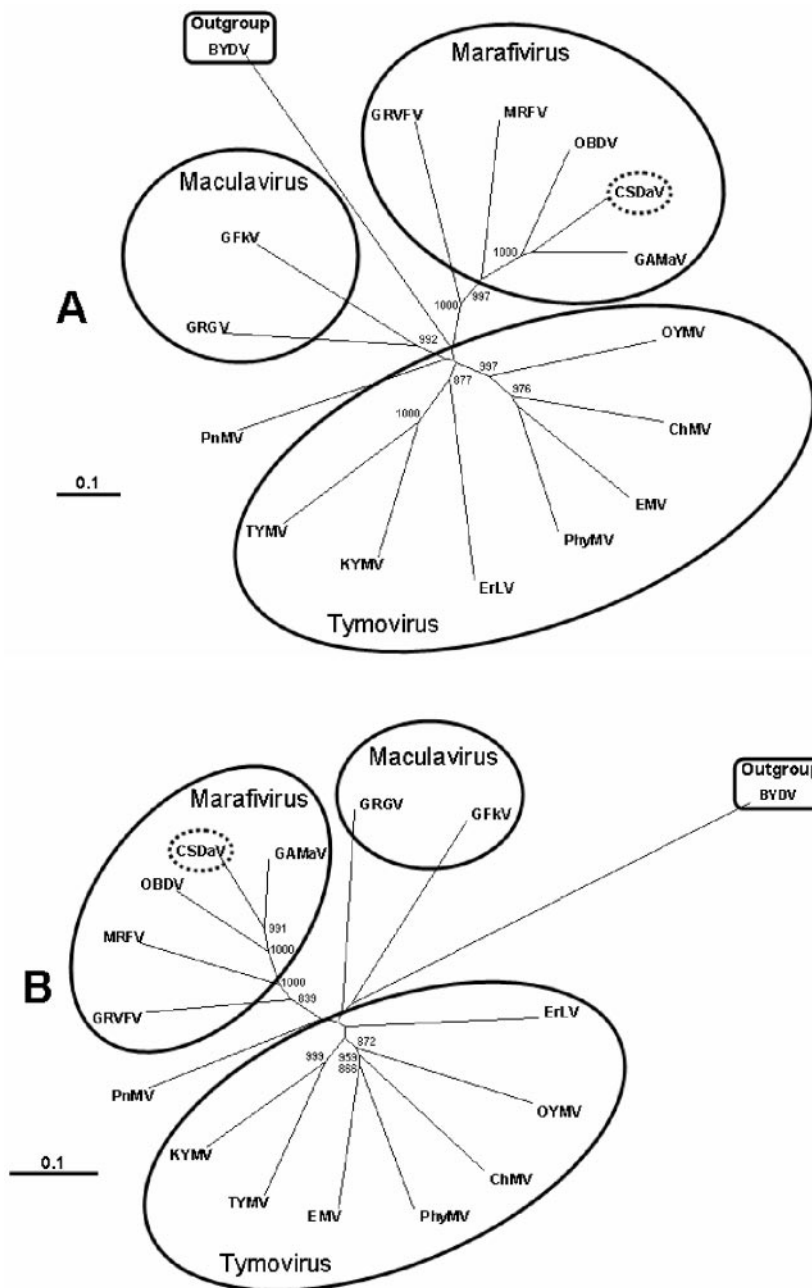 Outgroup
BYDV
Marafivirus
GRVFV
MRFV
OBDV
CSDaV
GAMaV
1000
1000
997
Maculavirus
GFkV
GRGV
992
A
OYMV
997
976
877
1000
ChMV
PnMV
EMV
0.1
TYMV
PhyMV
KYMV
ErLV
Tymovirus
Maculavirus
GRGV
GFkV
Outgroup
BYDV
Marafivirus
CSDaV
GAMaV
OBDV
991
MRFV
1000
1000
B
839
GRVFV
ErLV
872
999
959
866
PnMV
OYMV
KYMV
0.1
ChMV
TYMV
EMV
PhyMV
Tymovirus